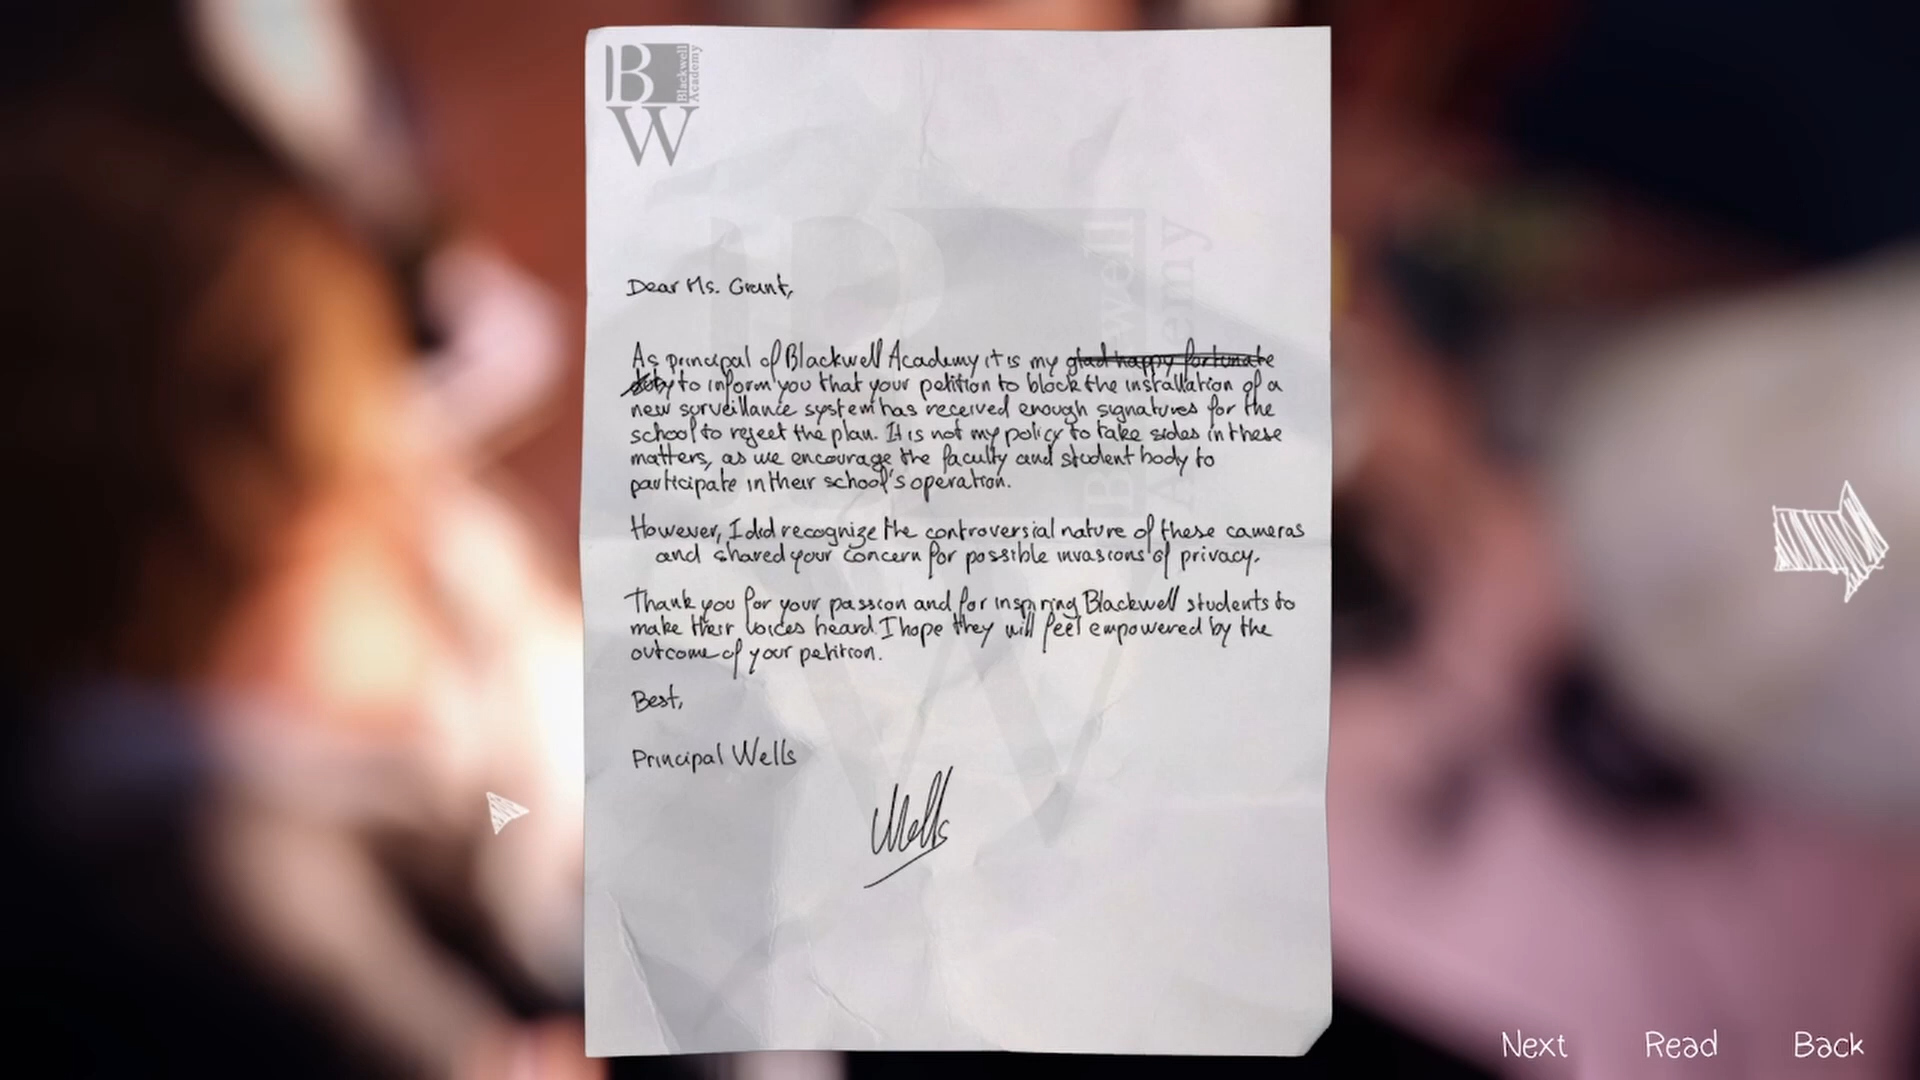 BW
Blackwell
Academy
Dear Ms. Grant,
As principal of Blackwell Academy it is my glad happy fortunate
duty to inform you that your petition to block the installation of a
new surveillance system has received enough signatures for the
school to reject the plan. It is not my policy to take sides in these
matters, as we encourage the faculty and student body to
participate in their school's operation.
However, I did recognize the controversial nature of these cameras
and shared your concern for possible invasions of privacy.
Thank you for your passion and for inspiring Blackwell students to
make their voices heard. I hope they will feel empowered by the
outcome of your petition.
Best,
Principal Wells
Wells
Next Read Back